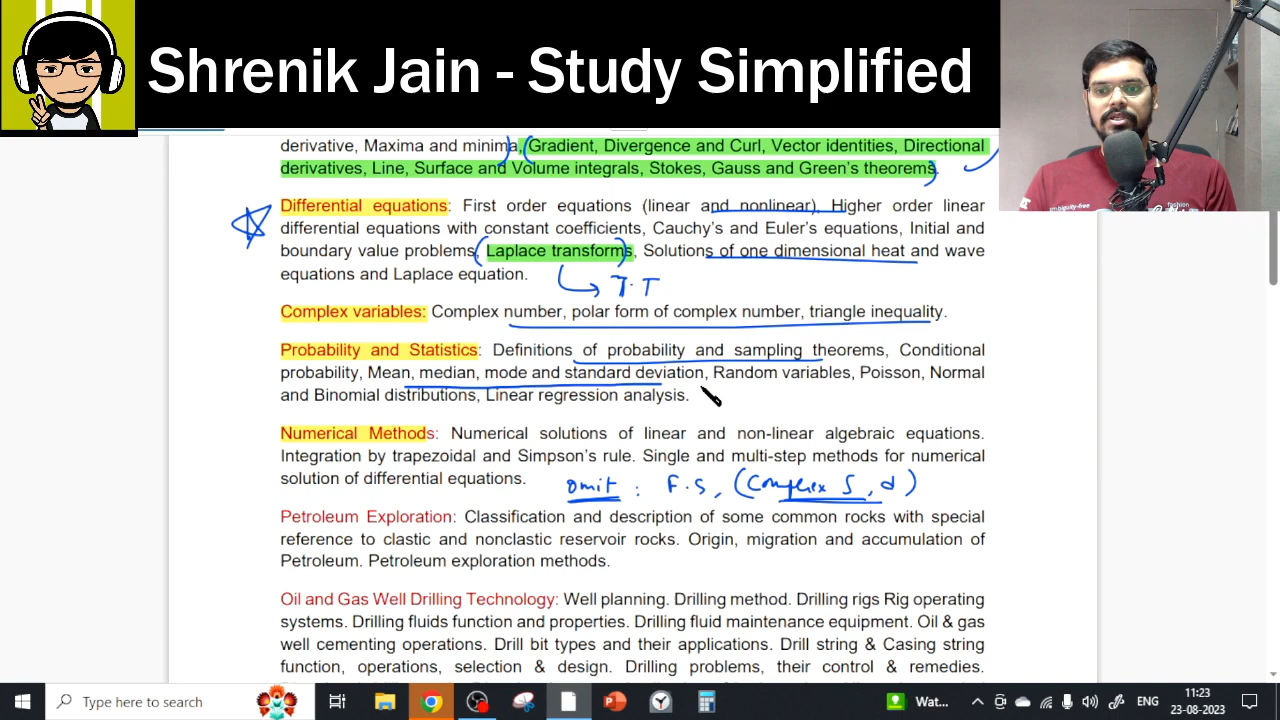 Shrenik Jain - Study Simplified
derivative, Maxima and minima, (Gradient, Divergence and Curl, Vector identities, Directional
derivatives, Line, Surface and Volume integrals, Stokes, Gauss and Green's theorems).
Differential equations: First order equations (linear and nonlinear), Higher order linear
differential equations with constant coefficients, Cauchy's and Euler's equations, Initial and
boundary value problems, (Laplace transforms), Solutions of one dimensional heat and wave
equations and Laplace equation.
Complex variables: Complex number, polar form of complex number, triangle inequality.
Probability and Statistics: Definitions of probability and sampling theorems, Conditional
probability, Mean, median, mode and standard deviation, Random variables, Poisson, Normal
and Binomial distributions, Linear regression analysis.
Numerical Methods: Numerical solutions of linear and non-linear algebraic equations.
Integration by trapezoidal and Simpson's rule. Single and multi-step methods for numerical
solution of differential equations.
omit : F.S, (Complex ∫, d)
Petroleum Exploration: Classification and description of some common rocks with special
reference to clastic and nonclastic reservoir rocks. Origin, migration and accumulation of
Petroleum. Petroleum exploration methods.
Oil and Gas Well Drilling Technology: Well planning. Drilling method. Drilling rigs Rig operating
systems. Drilling fluids function and properties. Drilling fluid maintenance equipment. Oil & gas
well cementing operations. Drill bit types and their applications. Drill string & Casing string
function, operations, selection & design. Drilling problems, their control & remedies.
Type here to search
Wat...
ENG
11:23
23-08-2023